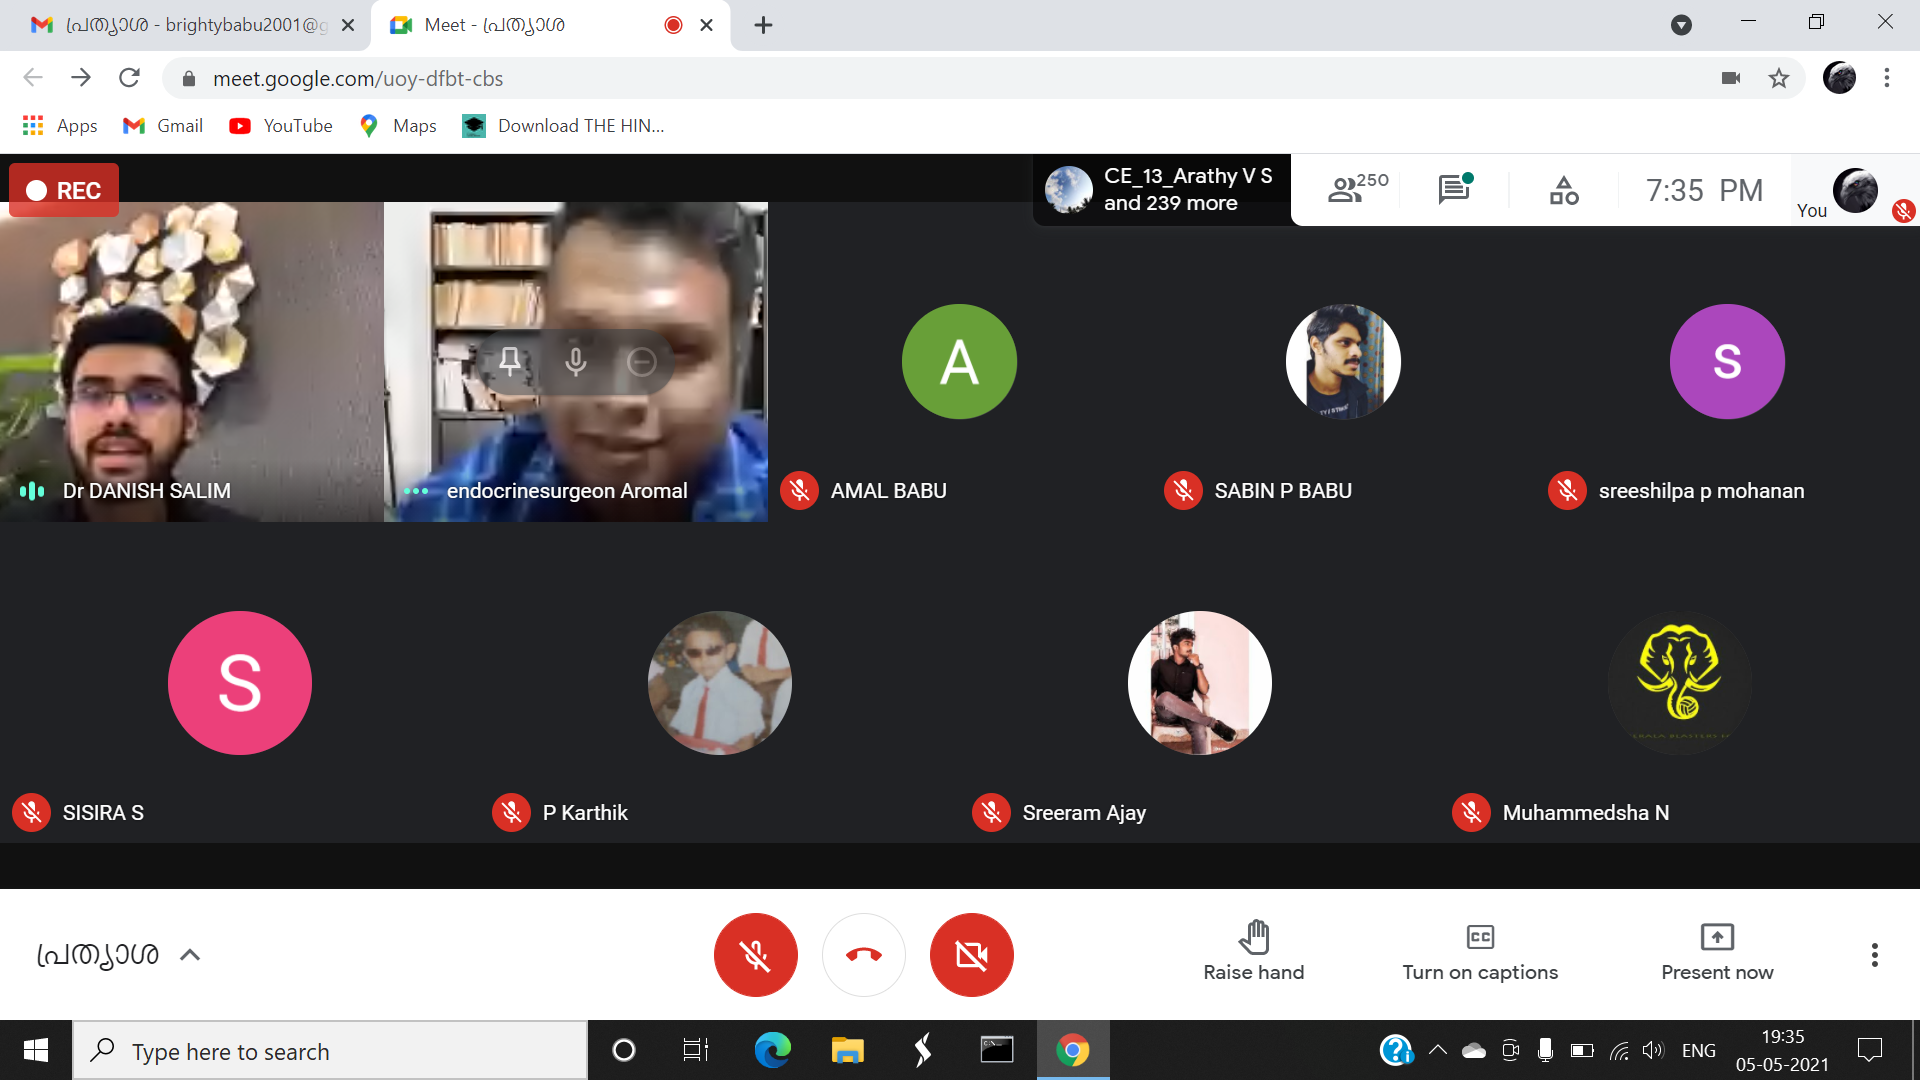 പ്രത്യാശ - brightybabu2001@g
Meet - പ്രത്യാശ
meet.google.com/uoy-dfbt-cbs
Apps
Gmail
YouTube
Maps
Download THE HIN...
REC
CE_13_Arathy V S
and 239 more
250
7:35 PM
You
Dr DANISH SALIM
endocrinesurgeon Aromal
A
AMAL BABU
SABIN P BABU
S
sreeshilpa p mohanan
S
SISIRA S
P Karthik
Sreeram Ajay
Muhammedsha N
പ്രത്യാശ
CC
Raise hand
Turn on captions
Present now
Type here to search
ENG
19:35
05-05-2021